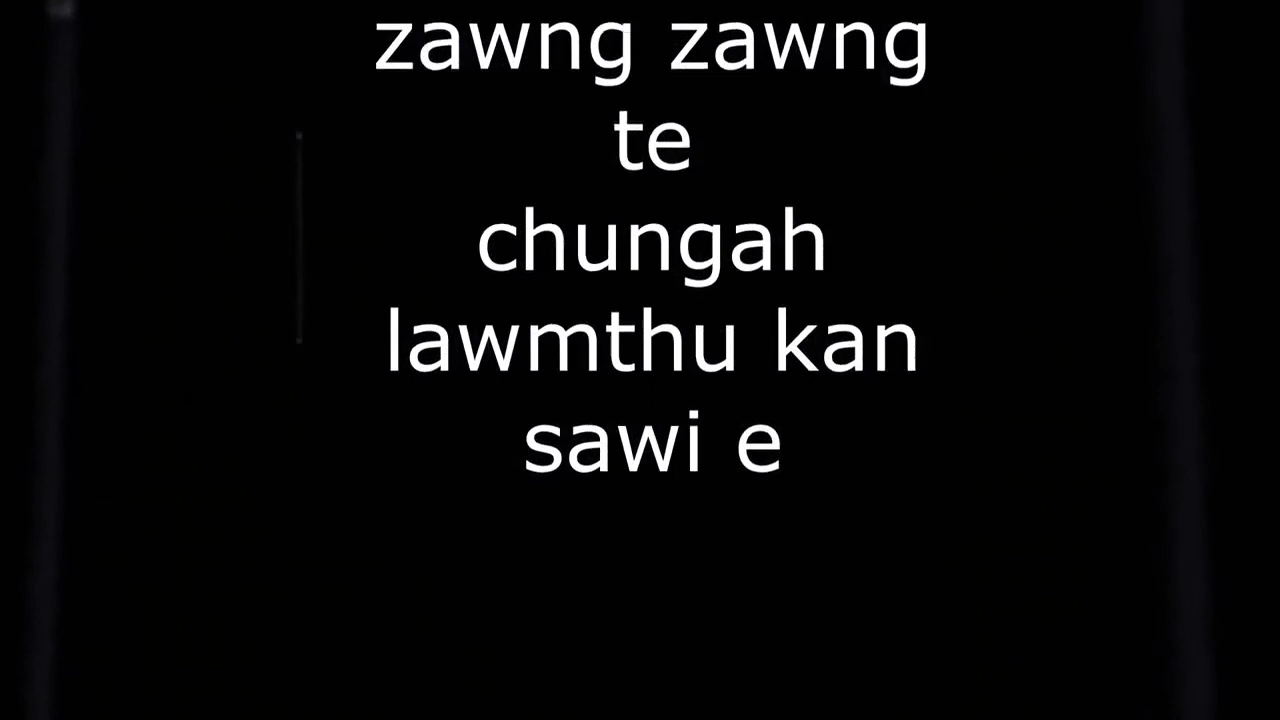 zawng zawng
te
chungah
lawmthu kan
sawi e